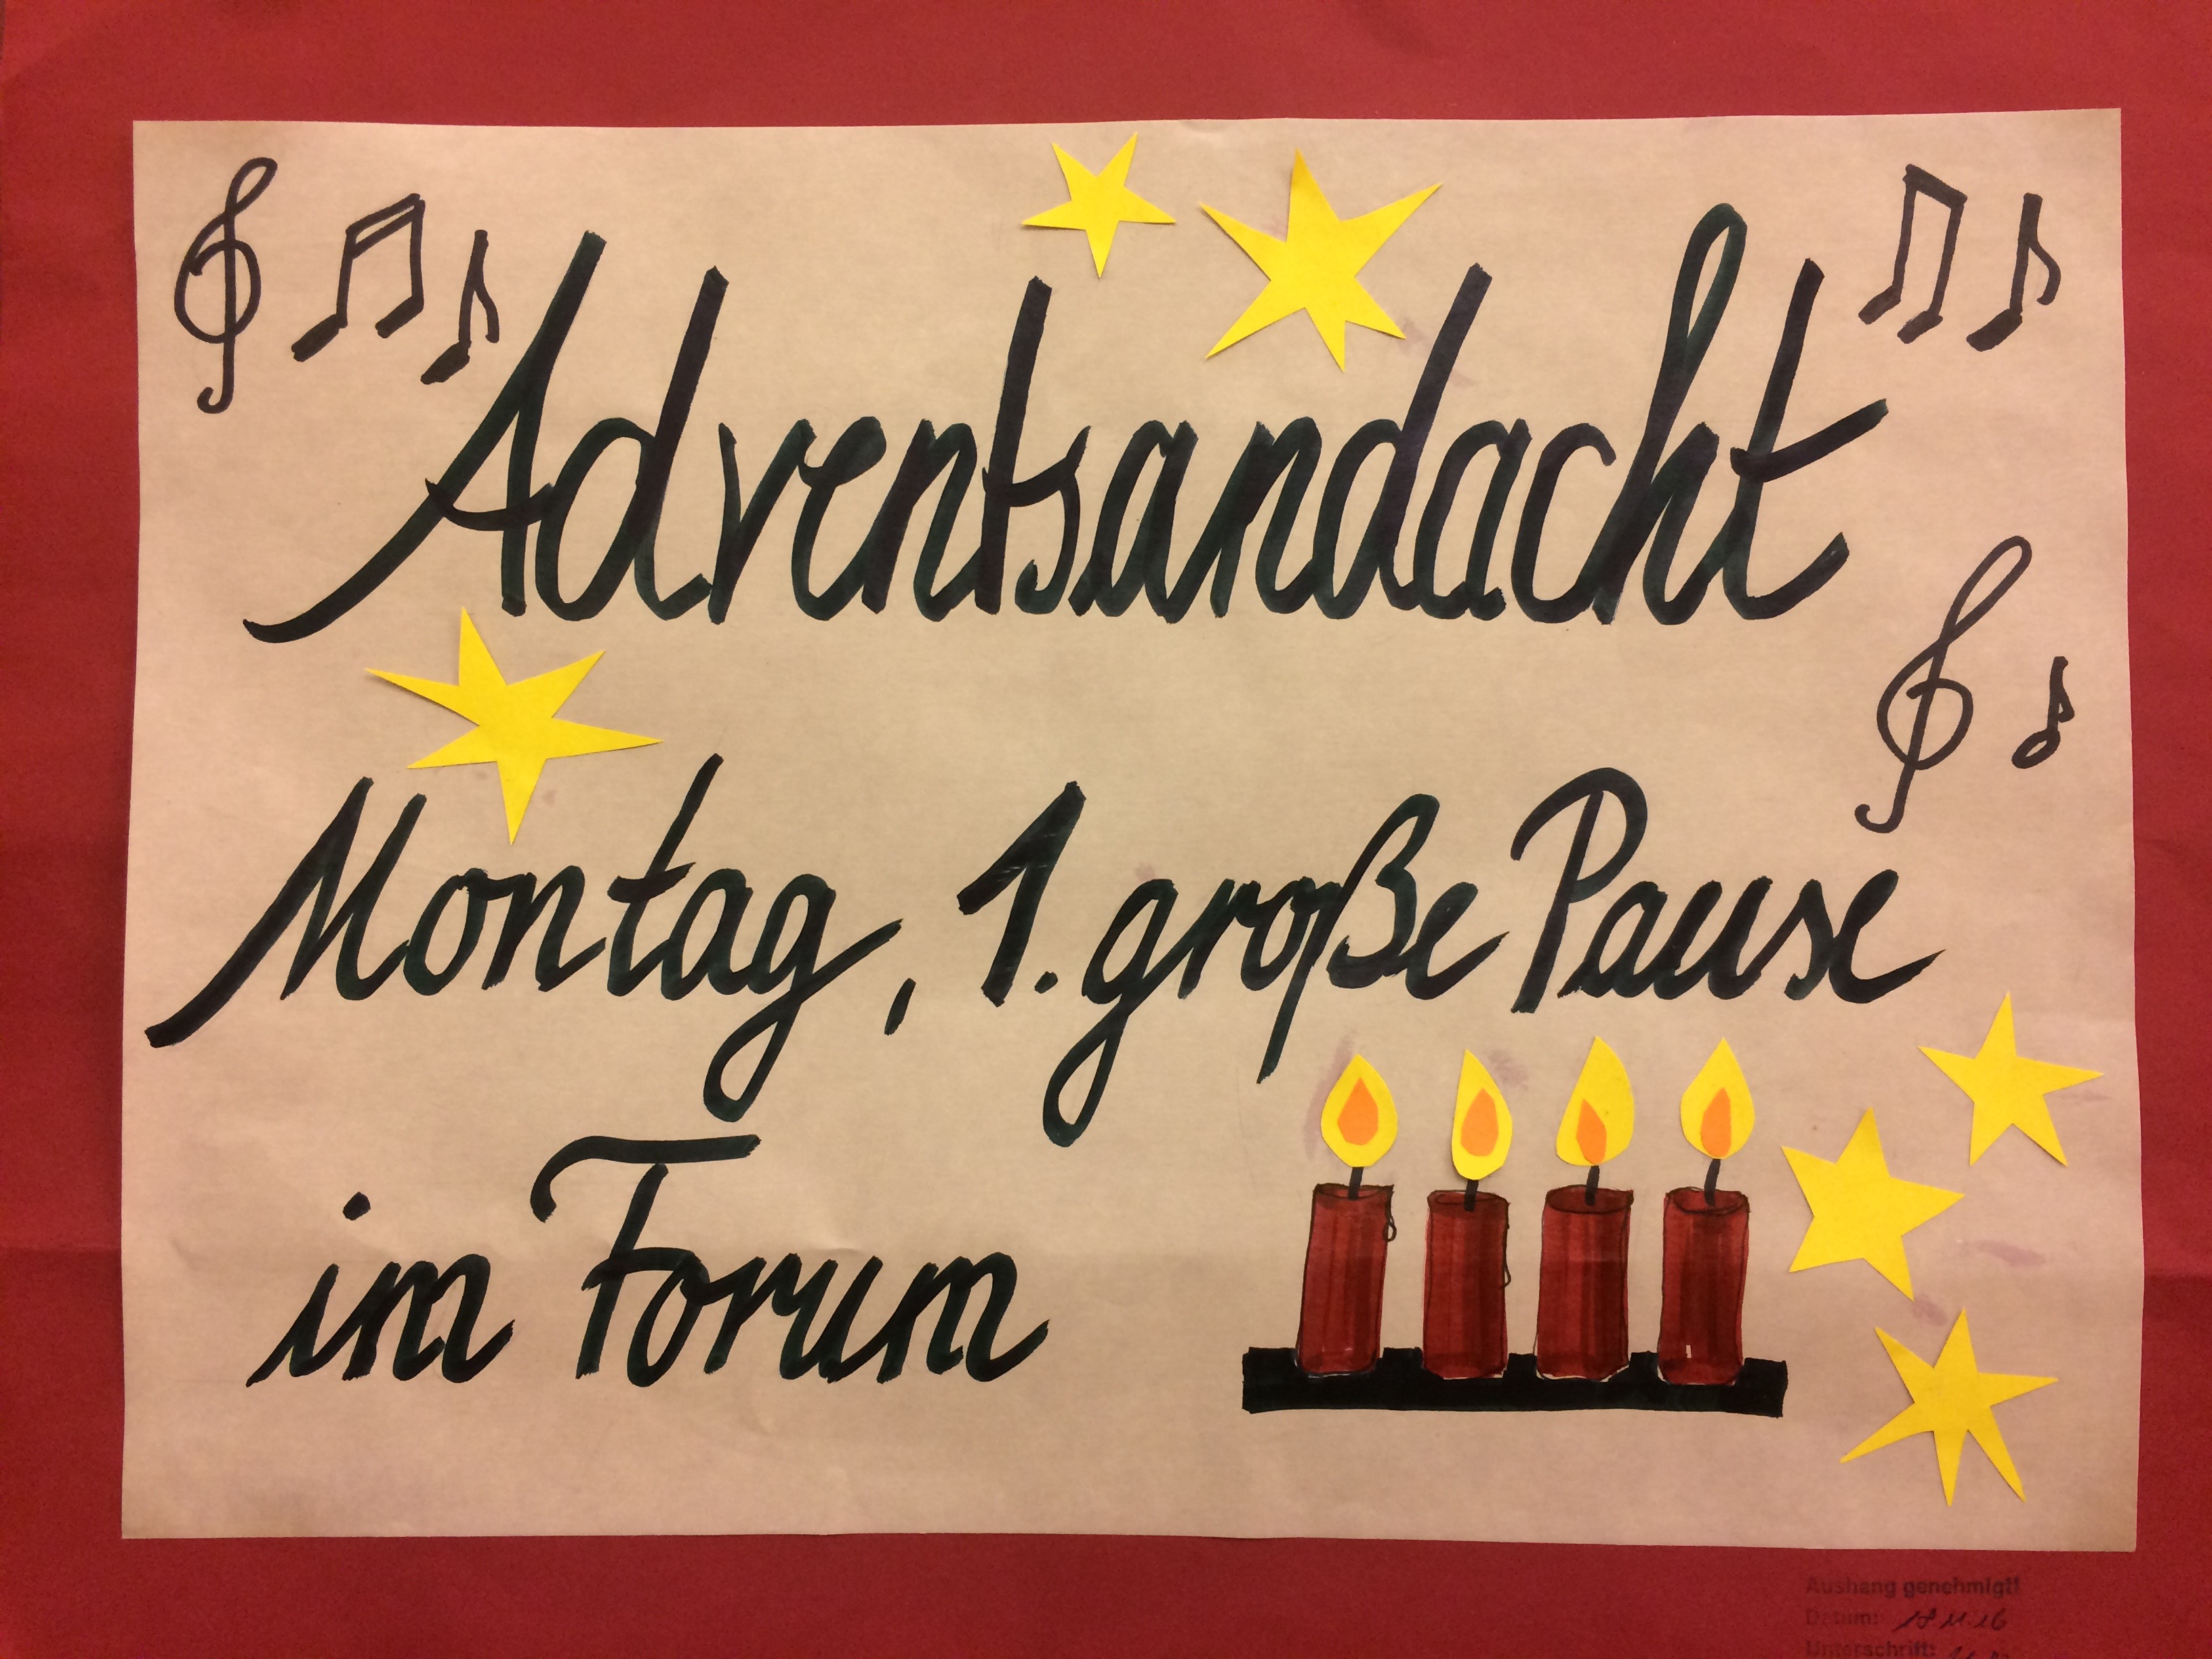 Adventsandacht
Montag, 1. große Pause
im Forum
Aushang genehmigt!
Datum:
Unterschrift: